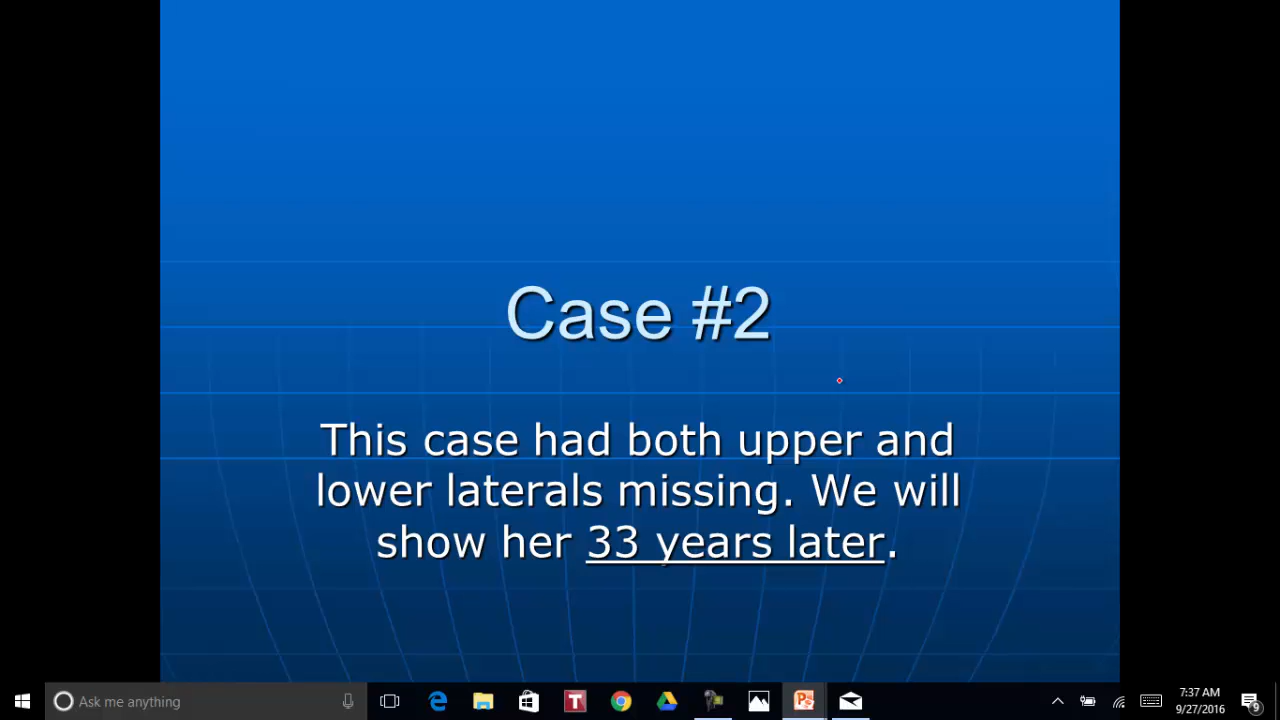 Case #2
This case had both upper and
lower laterals missing. We will
show her 33 years later.
Ask me anything
7:37 AM
9/27/2016
9